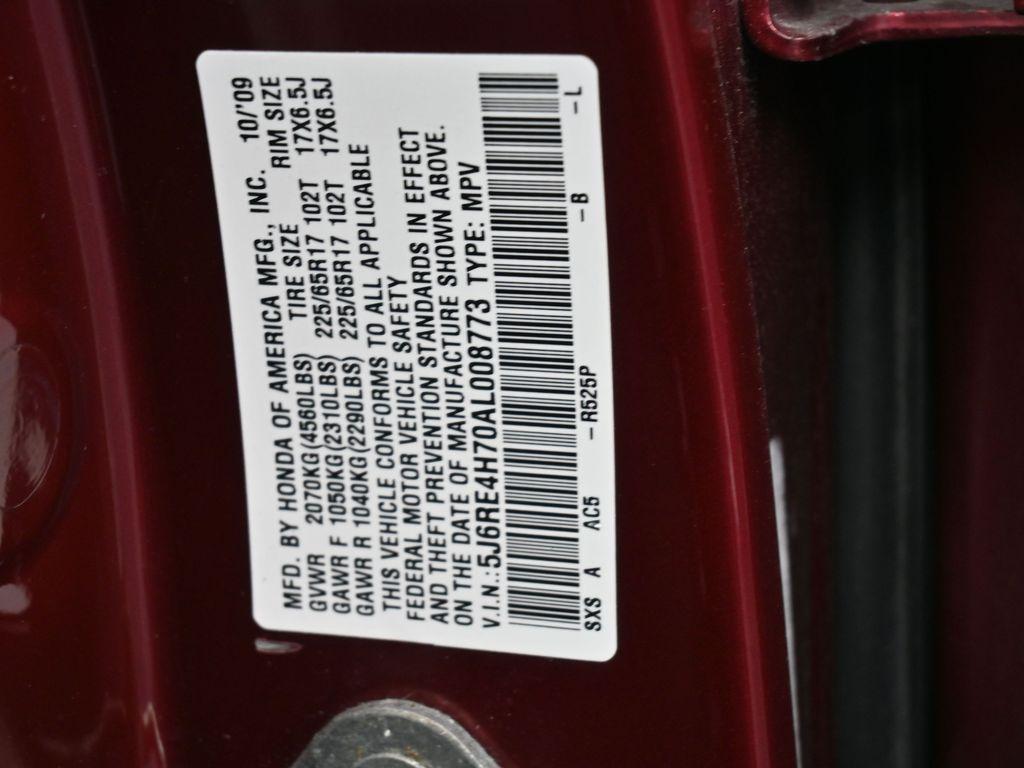 MFD. BY HONDA OF AMERICA MFG., INC. 10/'09
GVWR 2070KG(4560LBS) TIRE SIZE RIM SIZE
GAWR F 1050KG(2310LBS) 225/65R17 102T 17X6.5J
GAWR R 1040KG(2290LBS) 225/65R17 102T 17X6.5J
THIS VEHICLE CONFORMS TO ALL APPLICABLE
FEDERAL MOTOR VEHICLE SAFETY
AND THEFT PREVENTION STANDARDS IN EFFECT
ON THE DATE OF MANUFACTURE SHOWN ABOVE.
V.I.N.:5J6RE4H70AL008773 TYPE: MPV
SXS A AC5 –R525P –B –L